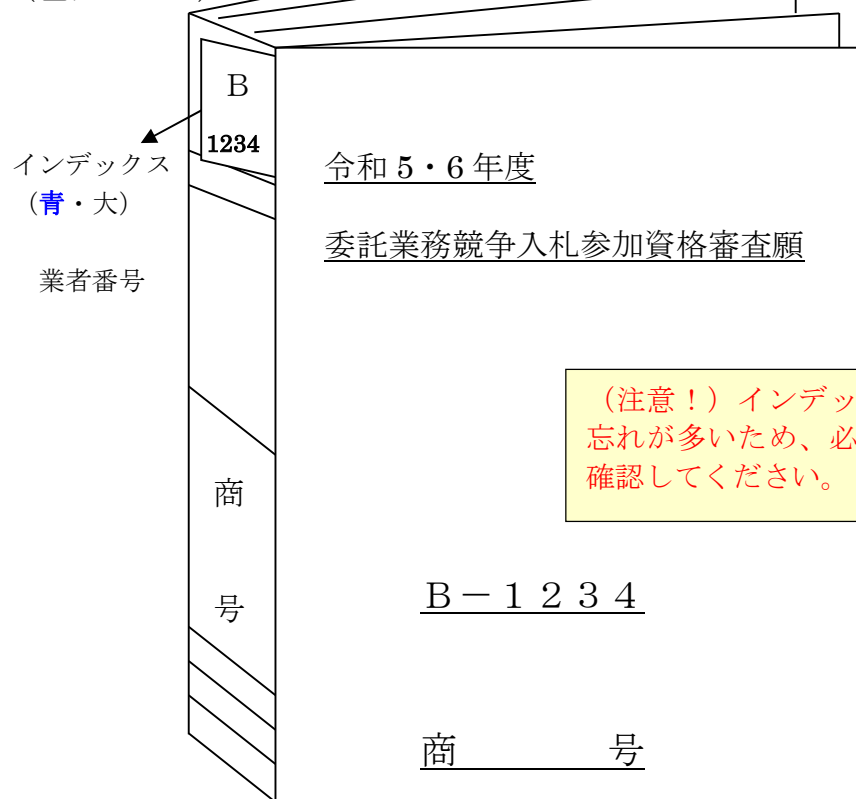 B
1234
インデックス
(青・大)
業者番号
令和 5・6 年度
委託業務競争入札参加資格審査願
(注意!)インデッ
忘れが多いため、必
確認してください。
商
号
B-1234
商 号